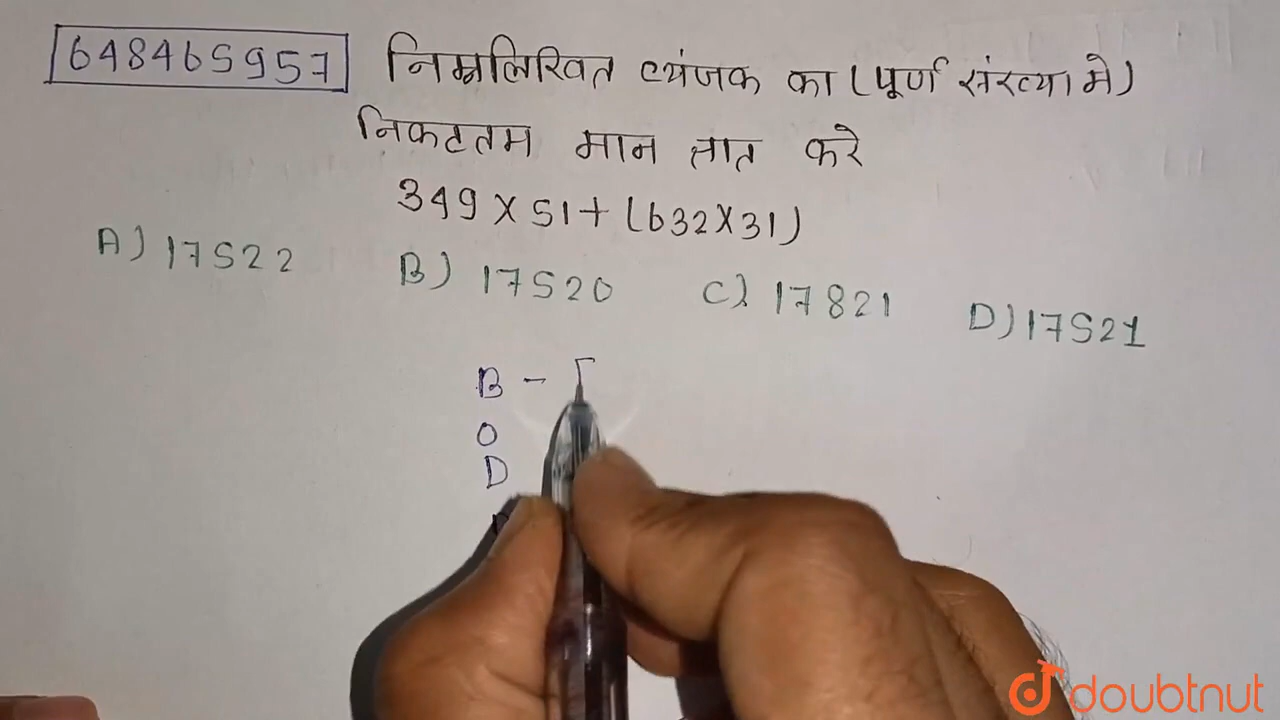 648465957 निम्नलिखित व्यंजक का (पूर्ण संख्या मे)
निकटतम मान ज्ञात करे
349 × 51 + (632 × 31)
A) 17522 B) 17520 C) 17821 D) 17521
B -
O
D
doubtnut